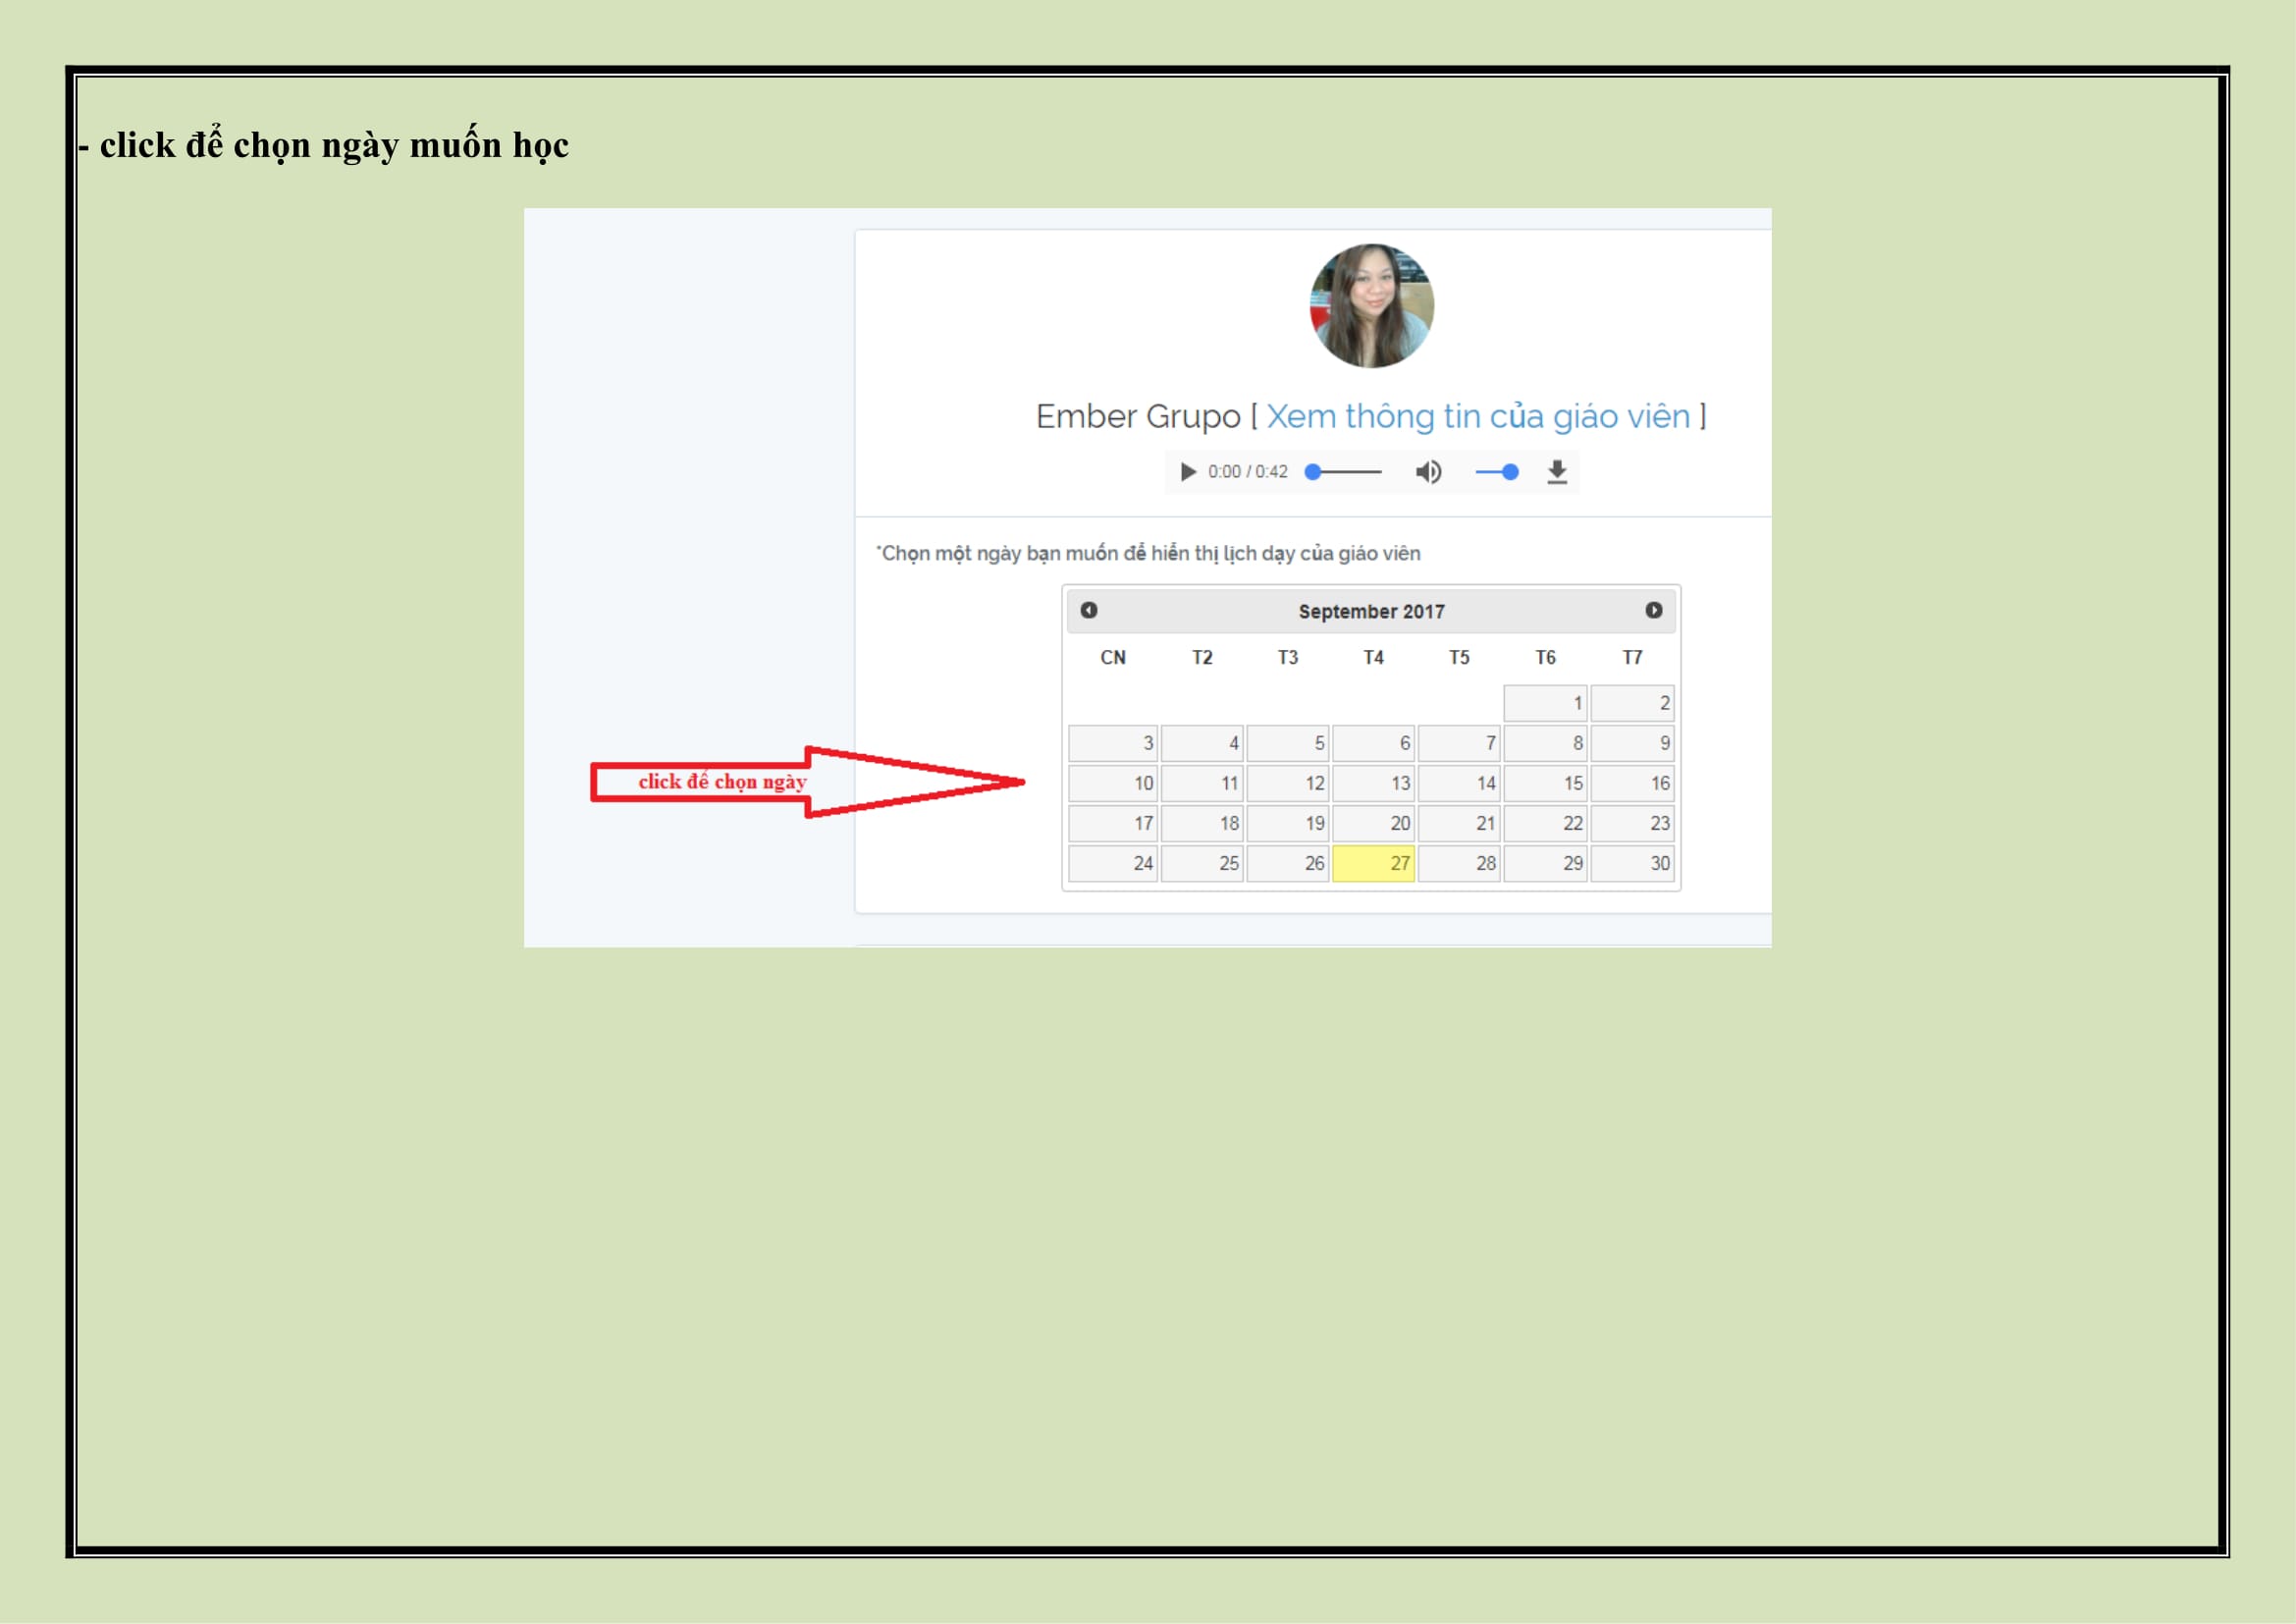 - click để chọn ngày muốn học
Ember Grupo [ Xem thông tin của giáo viên ]
0:00 / 0:42
*Chọn một ngày bạn muốn để hiển thị lịch dạy của giáo viên
September 2017
CN T2 T3 T4 T5 T6 T7
1 2
3 4 5 6 7 8 9
click để chọn ngày
10 11 12 13 14 15 16
17 18 19 20 21 22 23
24 25 26 27 28 29 30